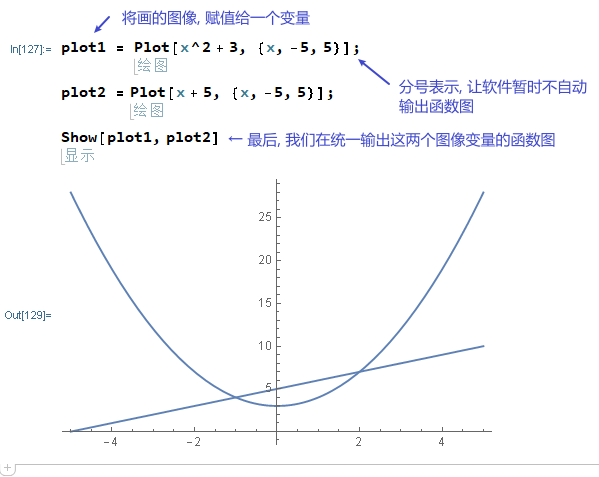 将画的图像, 赋值给一个变量
In[127]:= plot1 = Plot[x^2 + 3, {x, -5, 5}];
绘图
分号表示, 让软件暂时不自动
输出函数图
plot2 = Plot[x + 5, {x, -5, 5}];
绘图
Show[plot1, plot2] ← 最后, 我们在统一输出这两个图像变量的函数图
显示
25
20
15
Out[129]=
10
5
-4 -2 2 4